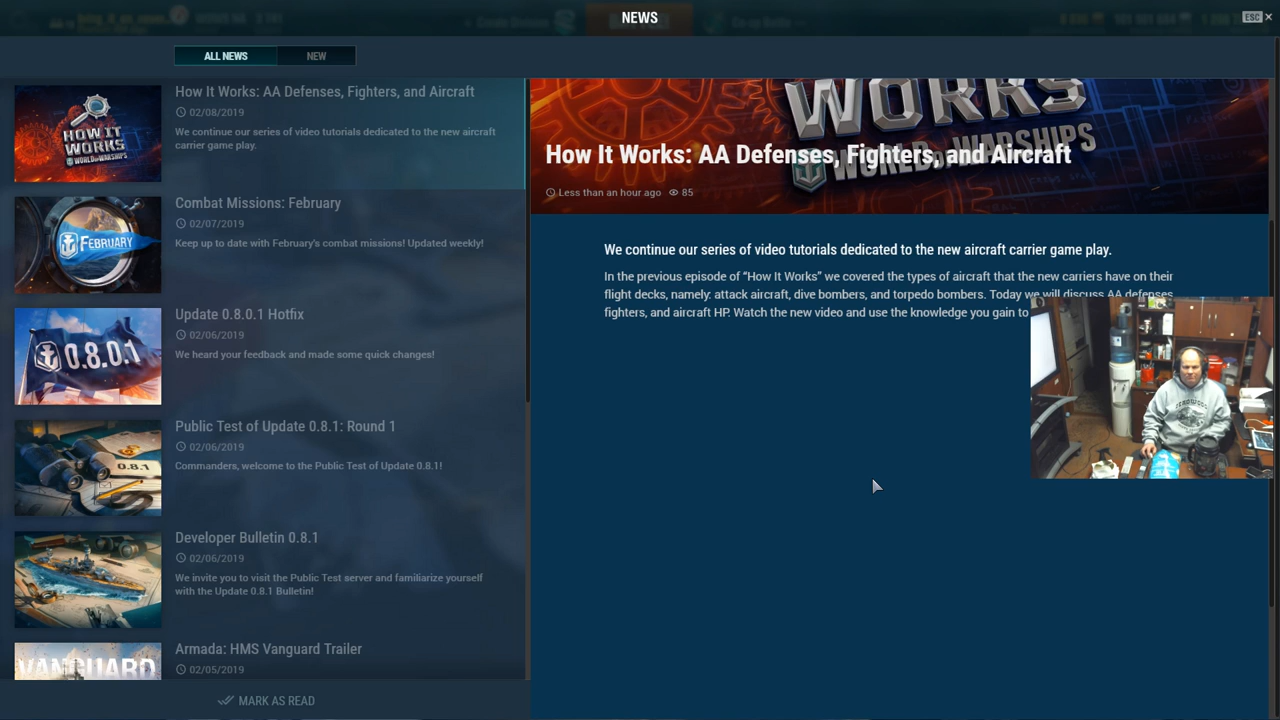 NEWS
ESC
ALL NEWS
NEW
HOW IT
WORKS
WORLD OF WARSHIPS
How It Works: AA Defenses, Fighters, and Aircraft
02/08/2019
We continue our series of video tutorials dedicated to the new aircraft
carrier game play.
FEBRUARY
Combat Missions: February
02/07/2019
Keep up to date with February's combat missions! Updated weekly!
0.8.0.1
Update 0.8.0.1 Hotfix
02/06/2019
We heard your feedback and made some quick changes!
0.8.1
Public Test of Update 0.8.1: Round 1
02/06/2019
Commanders, welcome to the Public Test of Update 0.8.1!
Developer Bulletin 0.8.1
02/06/2019
We invite you to visit the Public Test server and familiarize yourself
with the Update 0.8.1 Bulletin!
VANGUARD
Armada: HMS Vanguard Trailer
02/05/2019
MARK AS READ
WORKS
WORLD OF WARSHIPS
How It Works: AA Defenses, Fighters, and Aircraft
Less than an hour ago 85
We continue our series of video tutorials dedicated to the new aircraft carrier game play.
In the previous episode of “How It Works” we covered the types of aircraft that the new carriers have on their
flight decks, namely: attack aircraft, dive bombers, and torpedo bombers. Today we will discuss AA defenses
fighters, and aircraft HP. Watch the new video and use the knowledge you gain to